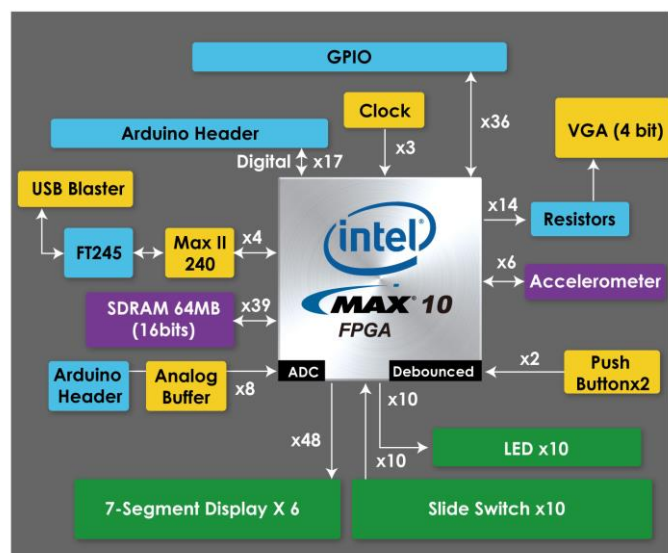 GPIO
Clock
Arduino Header
x36
VGA (4 bit)
x3
Digital x17
USB Blaster
x14
intel
Resistors
FT245
Max II
240
x4
x6
Accelerometer
MAX® 10
FPGA
SDRAM 64MB
(16bits)
x39
ADC
Debounced
x2
Push
Buttonx2
Arduino
Header
Analog
Buffer
x8
x10
x48
x10
LED x10
7-Segment Display X 6
Slide Switch x10